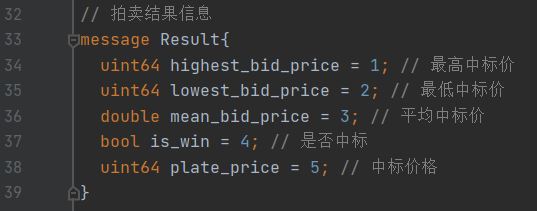 32 // 拍卖结果信息
33 message Result{
34 uint64 highest_bid_price = 1; // 最高中标价
35 uint64 lowest_bid_price = 2; // 最低中标价
36 double mean_bid_price = 3; // 平均中标价
37 bool is_win = 4; // 是否中标
38 uint64 plate_price = 5; // 中标价格
39 }